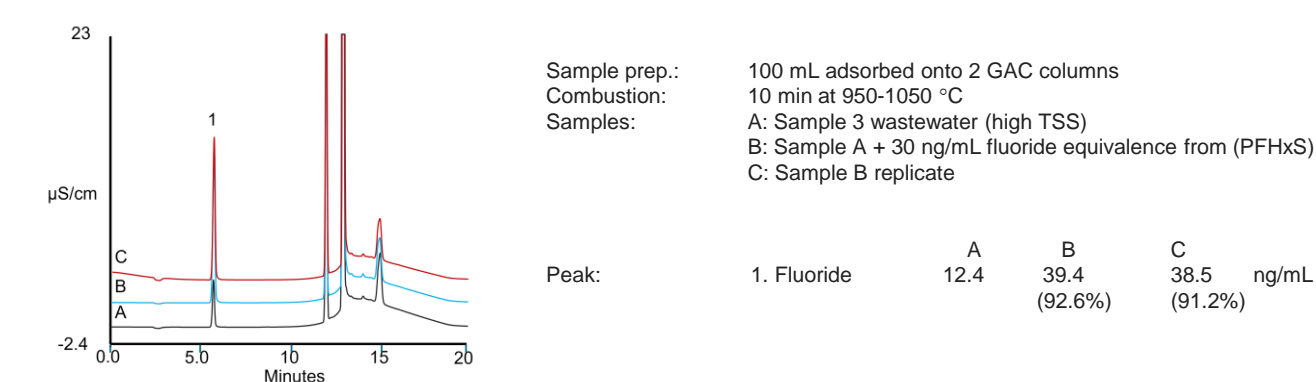 23
1
µS/cm
C
B
A
-2.4
0.0 5.0 10 15 20
Minutes
Sample prep.: 100 mL adsorbed onto 2 GAC columns
Combustion: 10 min at 950-1050 °C
Samples: A: Sample 3 wastewater (high TSS)
B: Sample A + 30 ng/mL fluoride equivalence from (PFHxS)
C: Sample B replicate
A B C
Peak: 1. Fluoride 12.4 39.4 38.5 ng/mL
(92.6%) (91.2%)